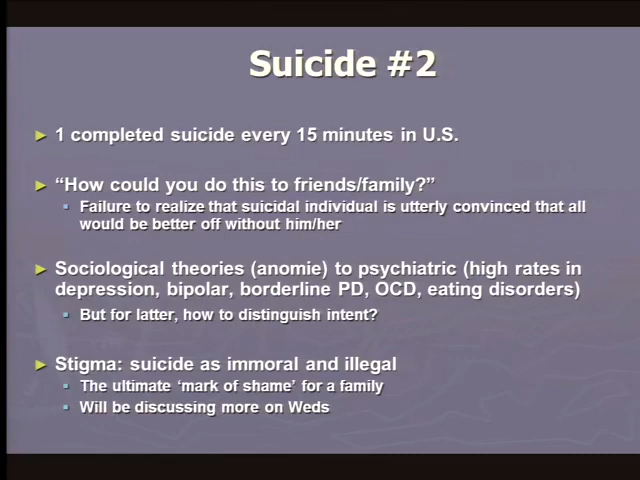 Suicide #2
► 1 completed suicide every 15 minutes in U.S.
► “How could you do this to friends/family?”
▪ Failure to realize that suicidal individual is utterly convinced that all
would be better off without him/her
► Sociological theories (anomie) to psychiatric (high rates in
depression, bipolar, borderline PD, OCD, eating disorders)
▪ But for latter, how to distinguish intent?
► Stigma: suicide as immoral and illegal
▪ The ultimate ‘mark of shame’ for a family
▪ Will be discussing more on Weds